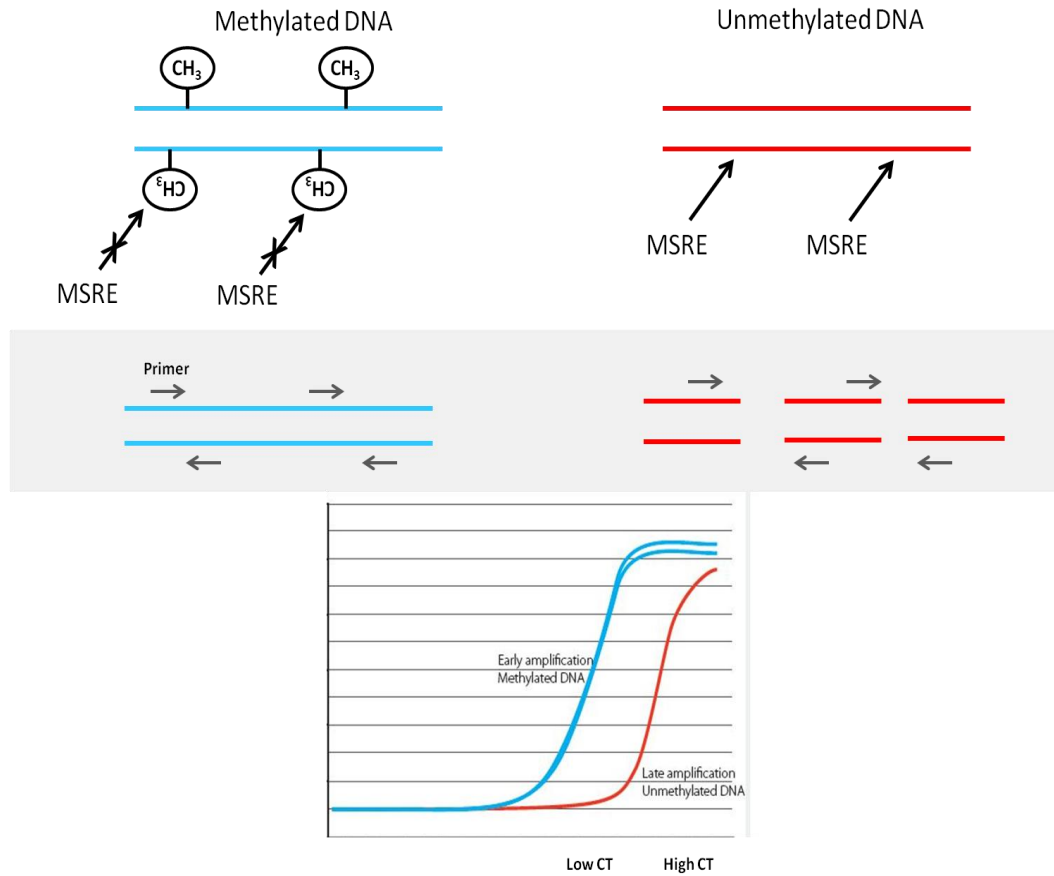 Methylated DNA
Unmethylated DNA
CH₃
CH₃
CH₃
CH₃
MSRE
MSRE
MSRE
MSRE
Primer
Early amplification
Methylated DNA
Late amplification
Unmethylated DNA
Low CT
High CT